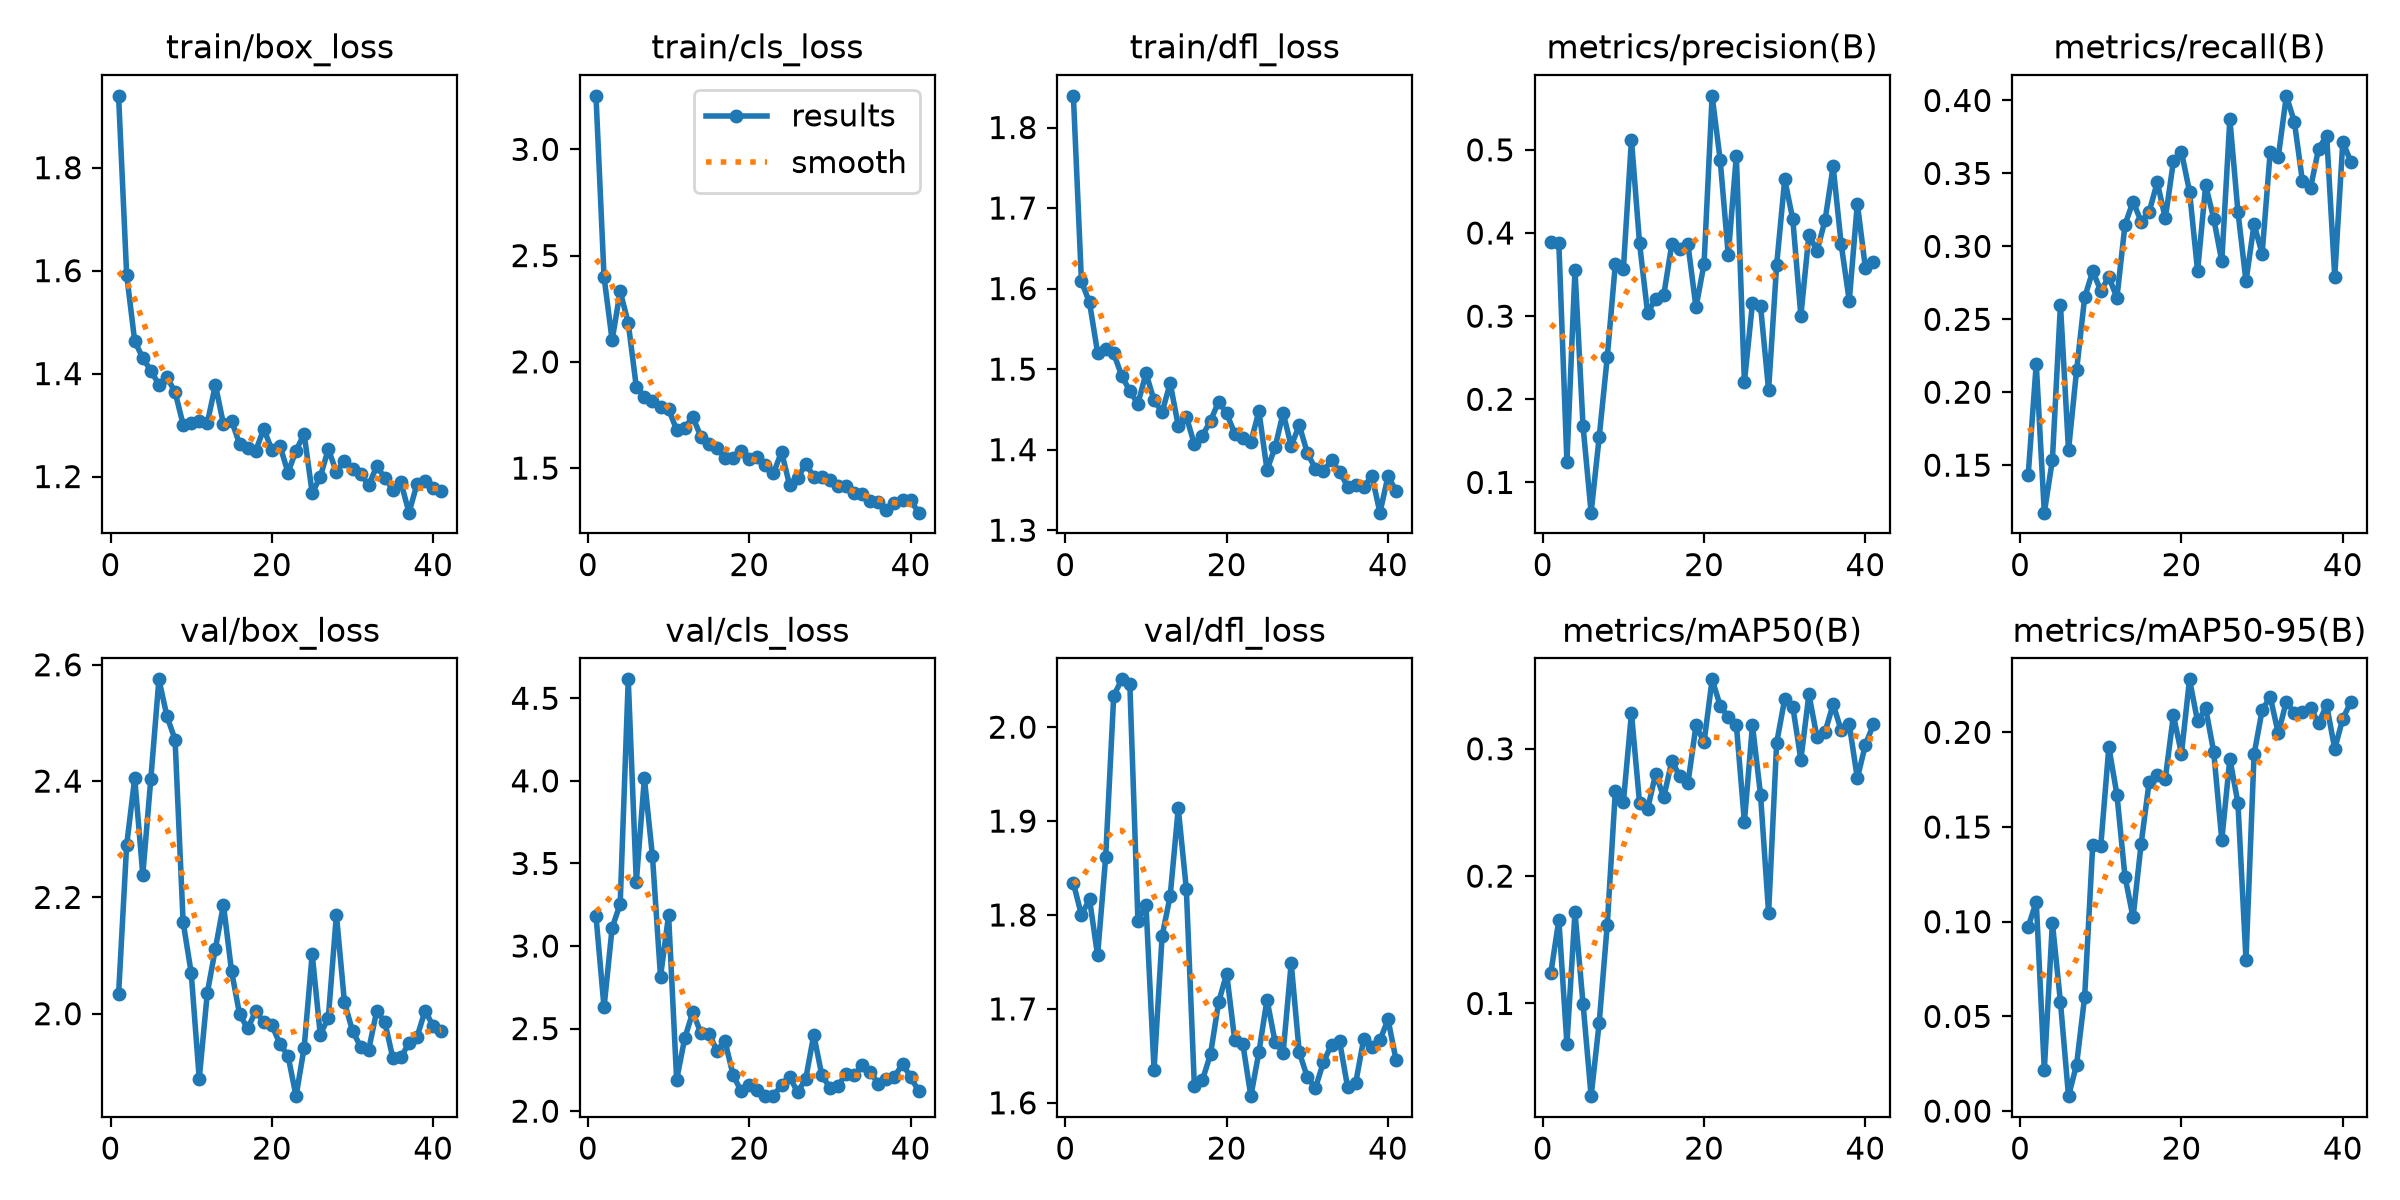 train/box_loss
train/cls_loss
train/dfl_loss
metrics/precision(B)
metrics/recall(B)
results
smooth
1.8
1.6
1.4
1.2
0 20 40
3.0
2.5
2.0
1.5
0 20 40
1.8
1.7
1.6
1.5
1.4
1.3
0 20 40
0.5
0.4
0.3
0.2
0.1
0 20 40
0.40
0.35
0.30
0.25
0.20
0.15
0 20 40
val/box_loss
val/cls_loss
val/dfl_loss
metrics/mAP50(B)
metrics/mAP50-95(B)
2.6
2.4
2.2
2.0
0 20 40
4.5
4.0
3.5
3.0
2.5
2.0
0 20 40
2.0
1.9
1.8
1.7
1.6
0 20 40
0.3
0.2
0.1
0 20 40
0.20
0.15
0.10
0.05
0.00
0 20 40